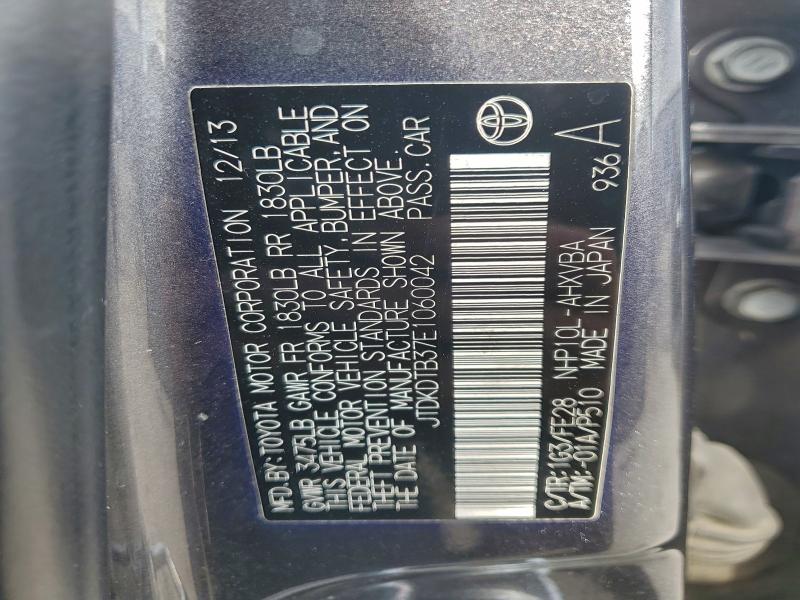 MFD.BY:TOYOTA MOTOR CORPORATION 12/13
GVWR 3475LB GAWR FR 1830LB RR 1830LB
THIS VEHICLE CONFORMS TO ALL APPLICABLE
FEDERAL MOTOR VEHICLE SAFETY,BUMPER,AND
THEFT PREVENTION STANDARDS IN EFFECT ON
THE DATE OF MANUFACTURE SHOWN ABOVE.
JTDKDTB37E1060042 PASS.CAR
C/TR:1G3/FE28 NHP10L-AHXVBA
A/TM:-01A/P510 MADE IN JAPAN
936 A